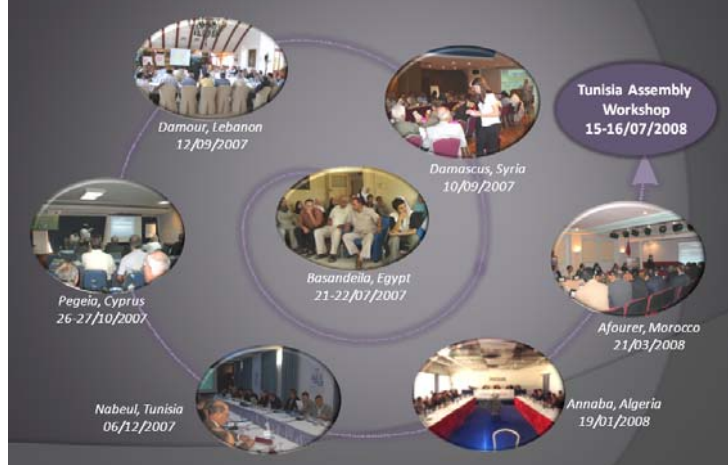 Damour, Lebanon
12/09/2007
Damascus, Syria
10/09/2007
Tunisia Assembly
Workshop
15-16/07/2008
Basandeila, Egypt
21-22/07/2007
Pegeia, Cyprus
26-27/10/2007
Afourer, Morocco
21/03/2008
Nabeul, Tunisia
06/12/2007
Annaba, Algeria
19/01/2008